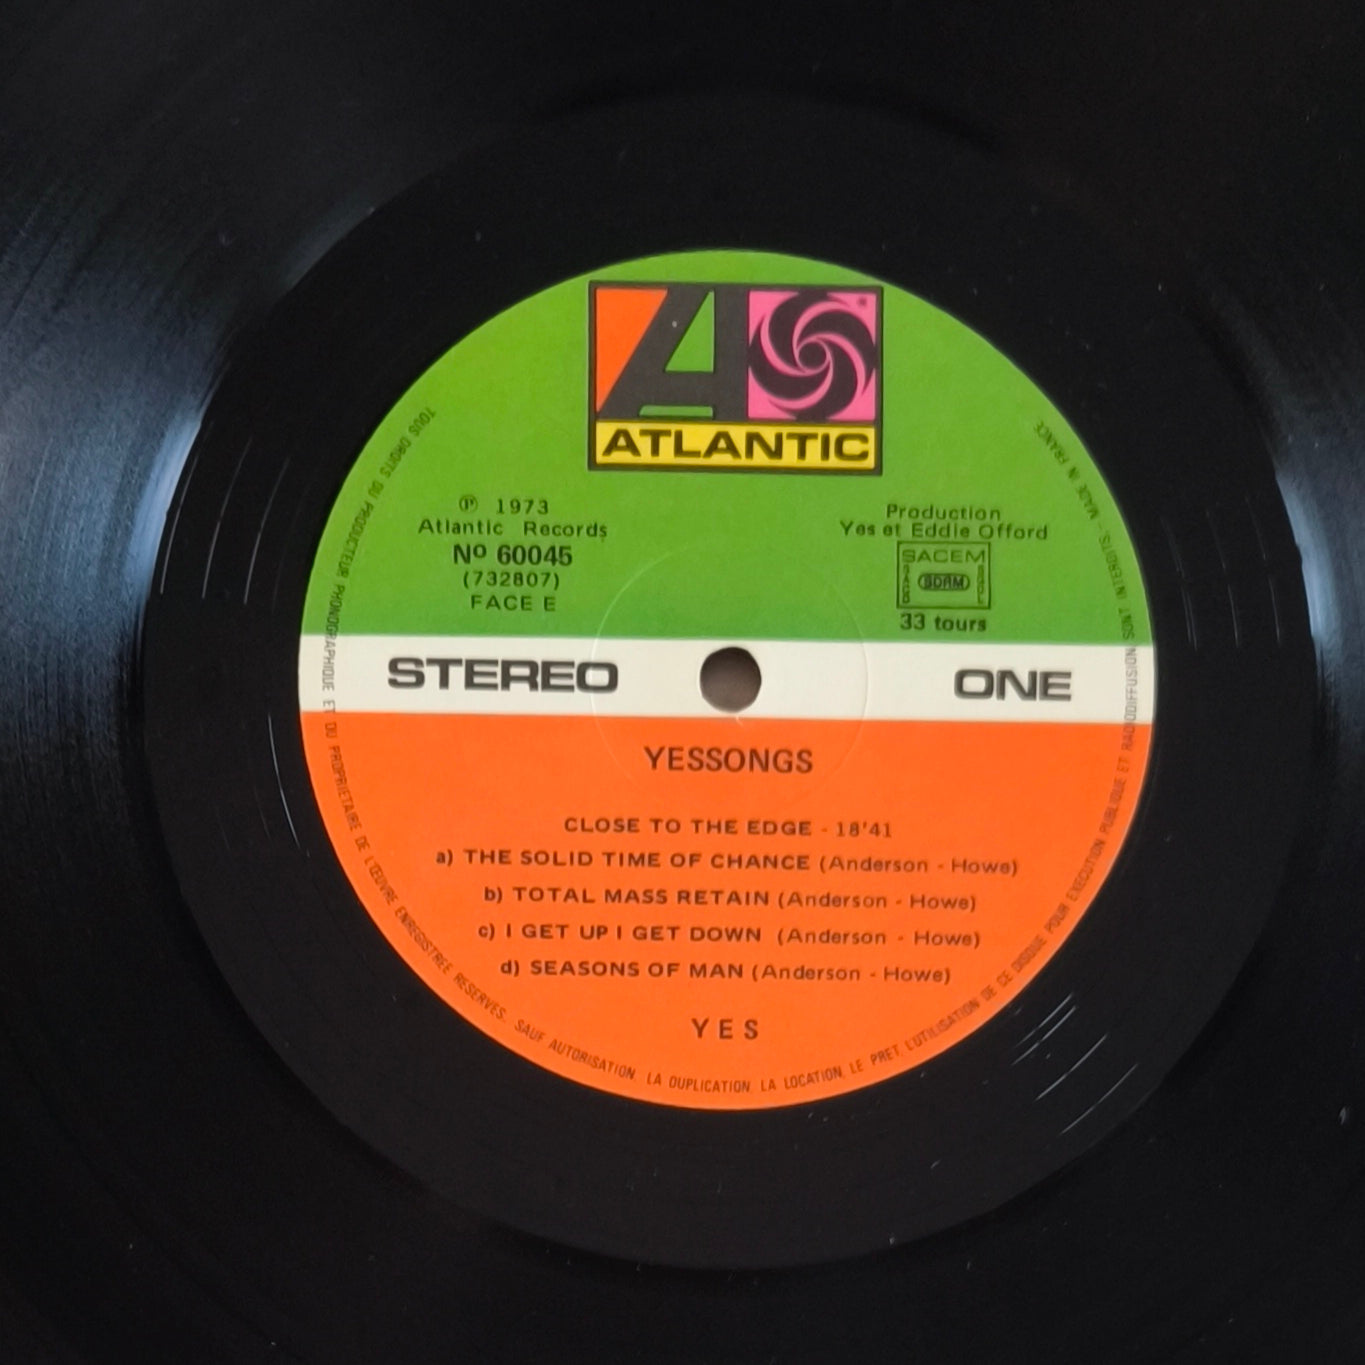 ATLANTIC
℗ 1973
Atlantic Records
Nº 60045
(732807)
FACE E
Production
Yes et Eddie Offord
SACEM
SDRM
33 tours
STEREO
ONE
YESSONGS
CLOSE TO THE EDGE - 18'41
a) THE SOLID TIME OF CHANCE (Anderson - Howe)
b) TOTAL MASS RETAIN (Anderson - Howe)
c) I GET UP I GET DOWN (Anderson - Howe)
d) SEASONS OF MAN (Anderson - Howe)
YES
TOUS DROITS DU PRODUCTEUR PHONOGRAPHIQUE ET DU PROPRIETAIRE DE L'ŒUVRE ENREGISTREE RESERVES. SAUF AUTORISATION, LA DUPLICATION, LA LOCATION, LE PRET, L'UTILISATION DE CE DISQUE POUR EXECUTION PUBLIQUE ET RADIODIFFUSION SONT INTERDITS. - MADE IN FRANCE